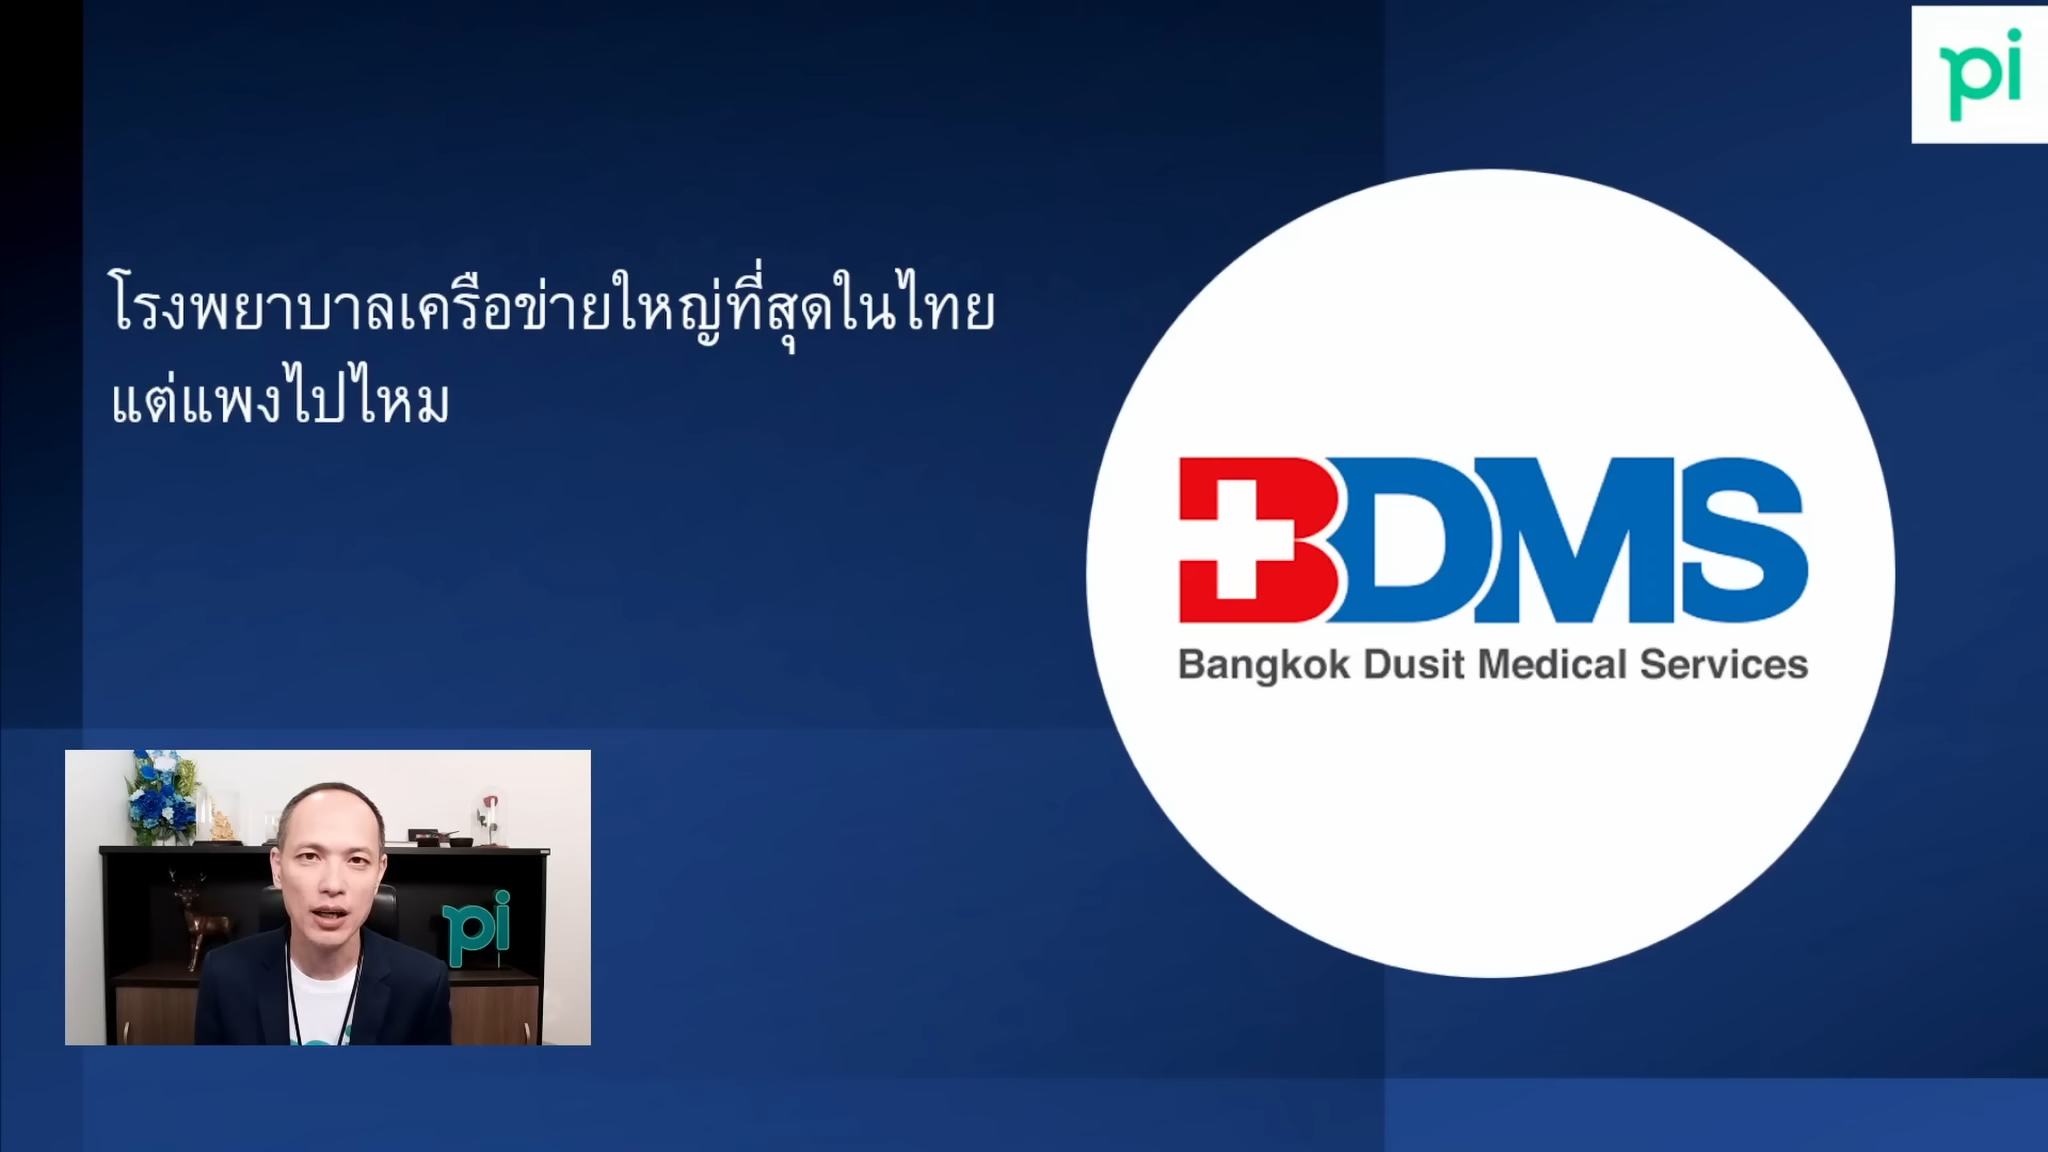 pi
โรงพยาบาลเครือข่ายใหญ่ที่สุดในไทย
แต่แพงไปไหม
BDMS
Bangkok Dusit Medical Services
pi